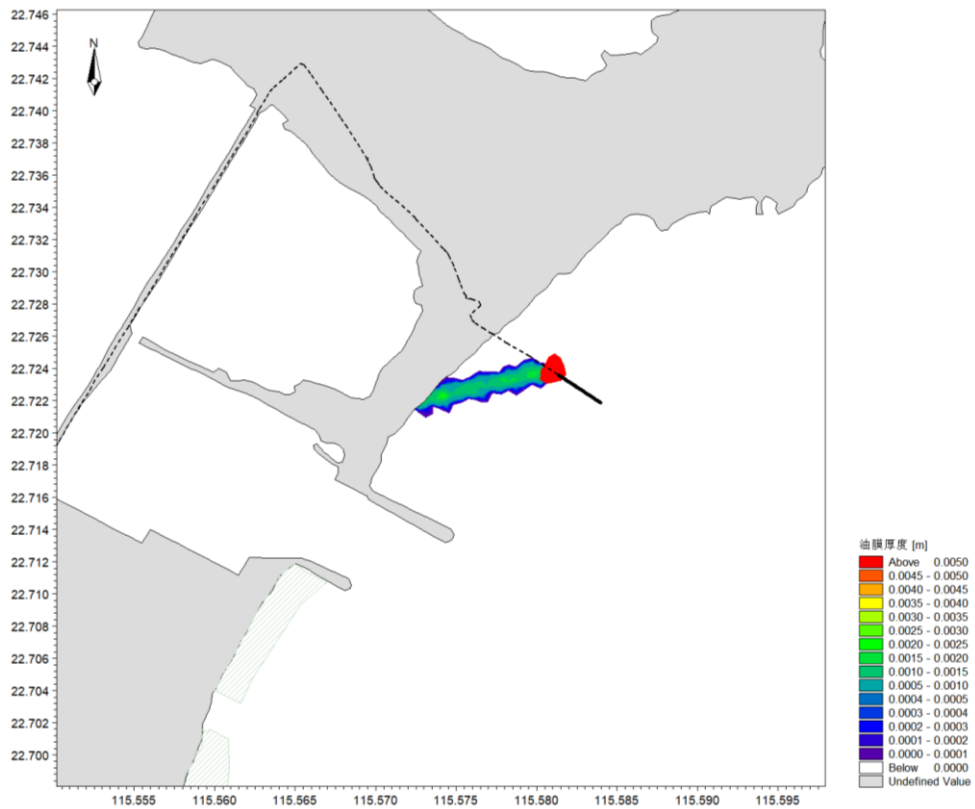 22.746
22.744
N
22.742
22.740
22.738
22.736
22.734
22.732
22.730
22.728
22.726
22.724
22.722
22.720
22.718
22.716
22.714
22.712
22.710
22.708
22.706
22.704
22.702
22.700
115.555 115.560 115.565 115.570 115.575 115.580 115.585 115.590 115.595
油膜厚度 [m]
Above 0.0050
0.0045 - 0.0050
0.0040 - 0.0045
0.0035 - 0.0040
0.0030 - 0.0035
0.0025 - 0.0030
0.0020 - 0.0025
0.0015 - 0.0020
0.0010 - 0.0015
0.0005 - 0.0010
0.0004 - 0.0005
0.0003 - 0.0004
0.0002 - 0.0003
0.0001 - 0.0002
0.0000 - 0.0001
Below 0.0000
Undefined Value